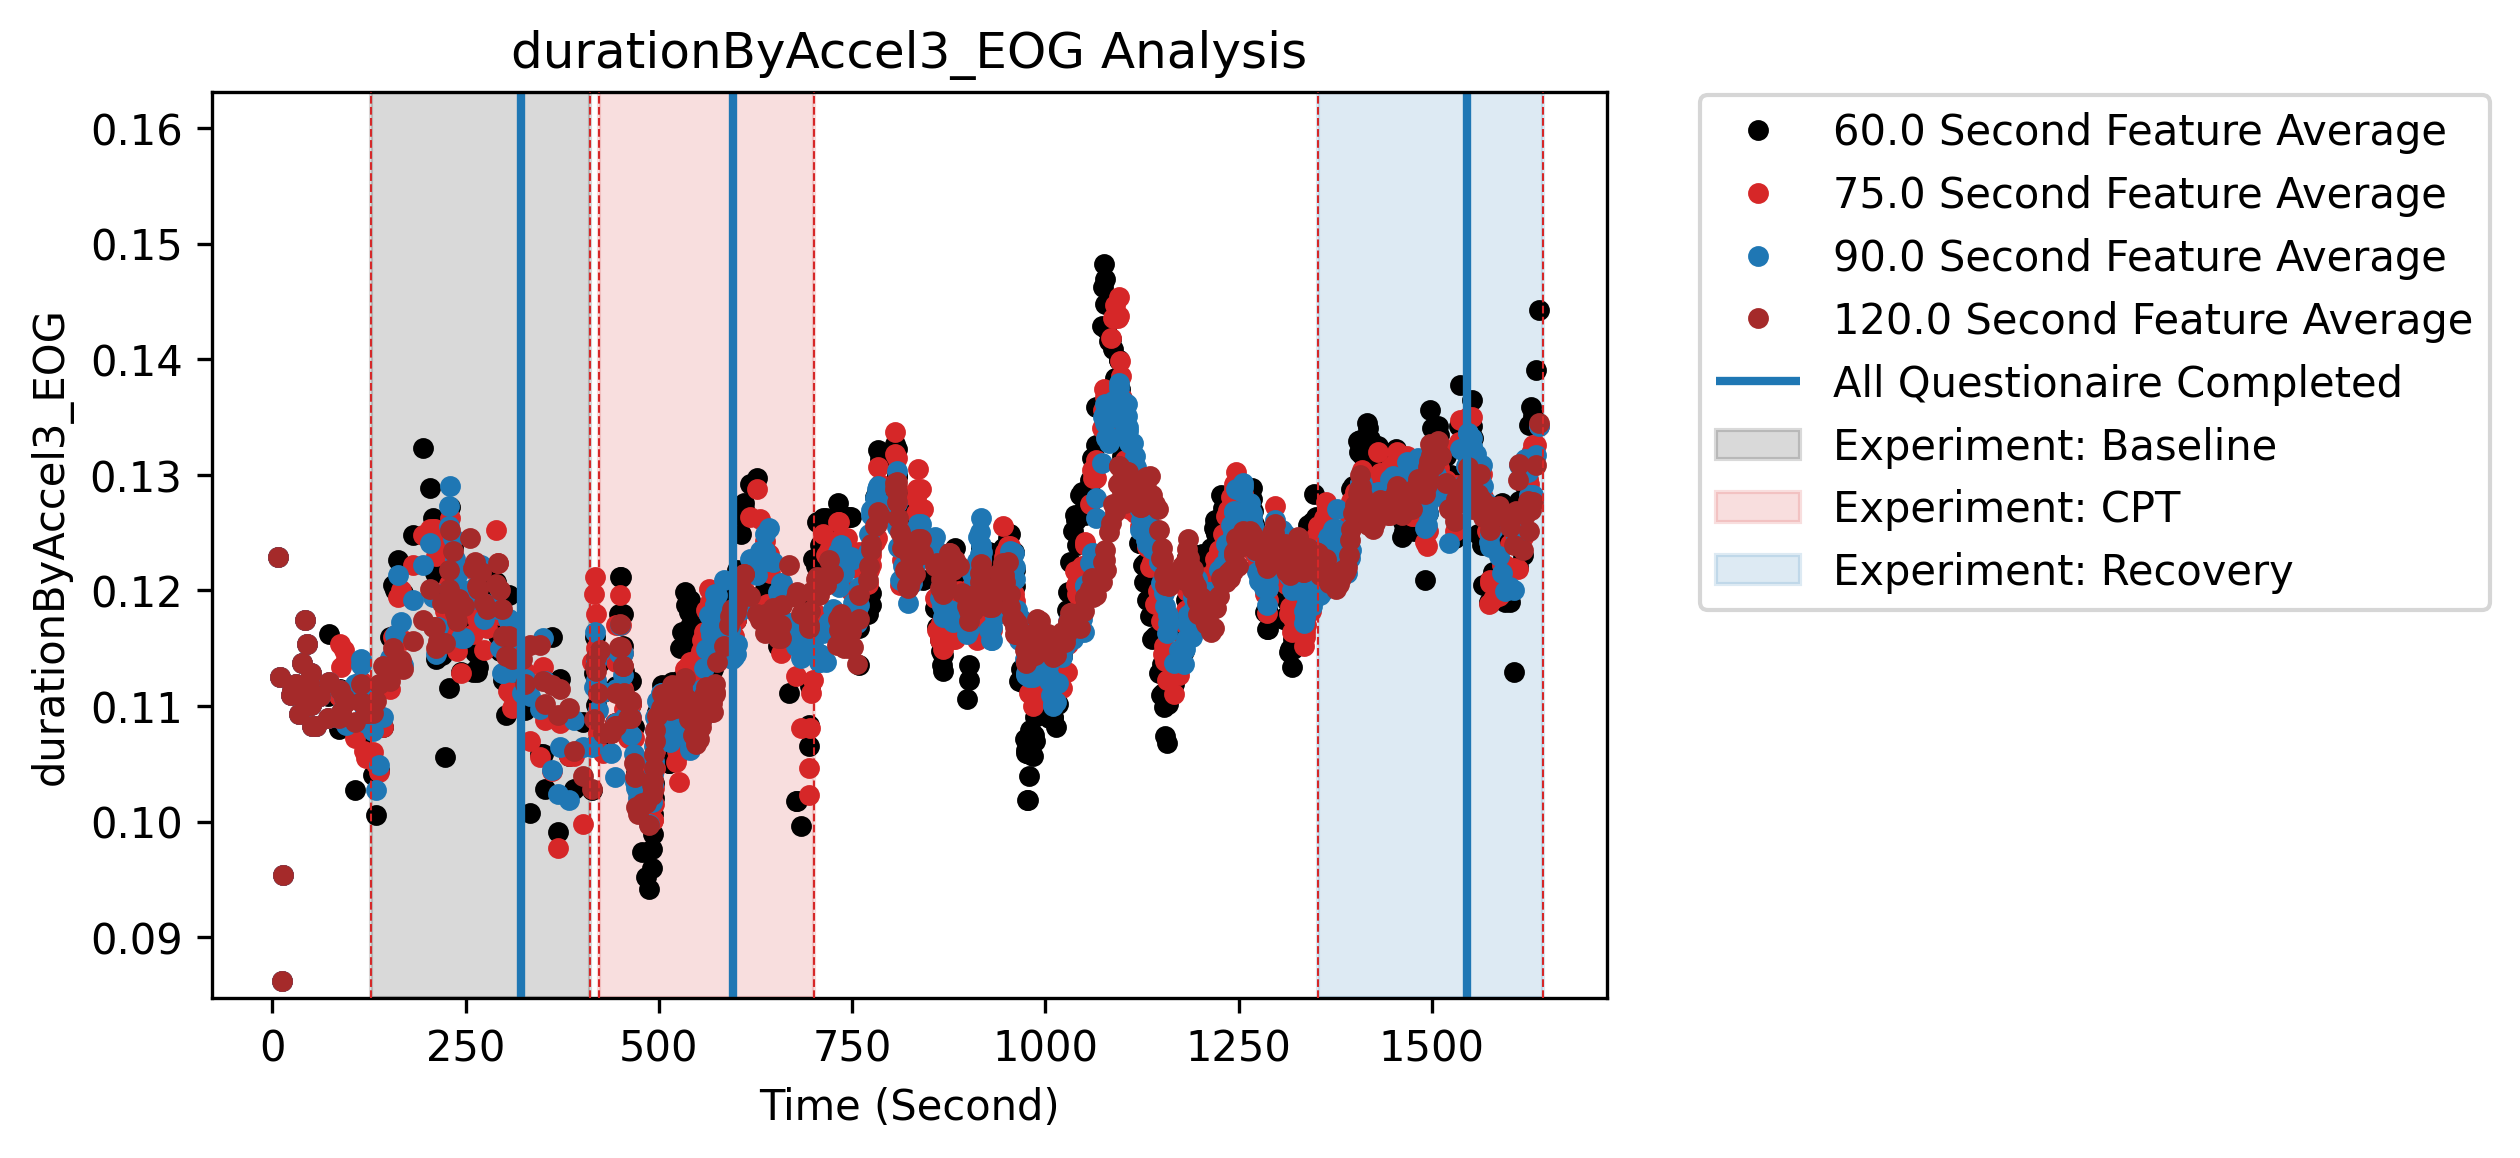 durationByAccel3_EOG Analysis
durationByAccel3_EOG
0.16
0.15
0.14
0.13
0.12
0.11
0.10
0.09
0
250
500
750
1000
1250
1500
Time (Second)
60.0 Second Feature Average
75.0 Second Feature Average
90.0 Second Feature Average
120.0 Second Feature Average
All Questionaire Completed
Experiment: Baseline
Experiment: CPT
Experiment: Recovery